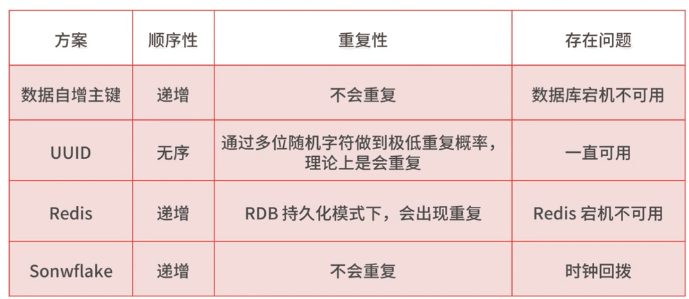 方案 顺序性 重复性 存在问题
数据自增主键 递增 不会重复 数据库宕机不可用
UUID 无序 通过多位随机字符做到极低重复概率，
理论上是会重复 一直可用
Redis 递增 RDB 持久化模式下，会出现重复 Redis 宕机不可用
Sonwflake 递增 不会重复 时钟回拨